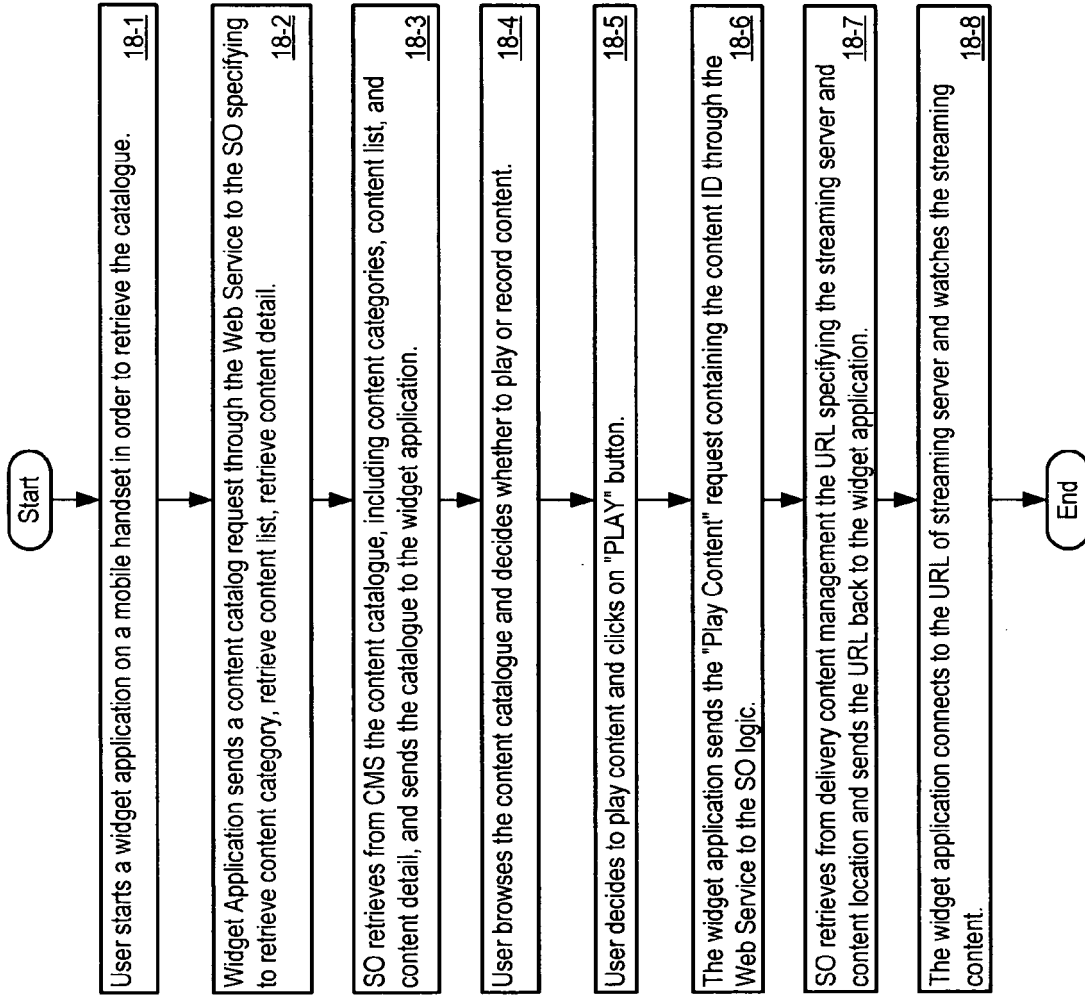 Start
User starts a widget application on a mobile handset in order to retrieve the catalogue.
18-1
Widget Application sends a content catalog request through the Web Service to the SO specifying
to retrieve content category, retrieve content list, retrieve content detail.
18-2
SO retrieves from CMS the content catalogue, including content categories, content list, and
content detail, and sends the catalogue to the widget application.
18-3
User browses the content catalogue and decides whether to play or record content.
18-4
User decides to play content and clicks on "PLAY" button.
18-5
The widget application sends the "Play Content" request containing the content ID through the
Web Service to the SO logic.
18-6
SO retrieves from delivery content management the URL specifying the streaming server and
content location and sends the URL back to the widget application.
18-7
The widget application connects to the URL of streaming server and watches the streaming
content.
18-8
End